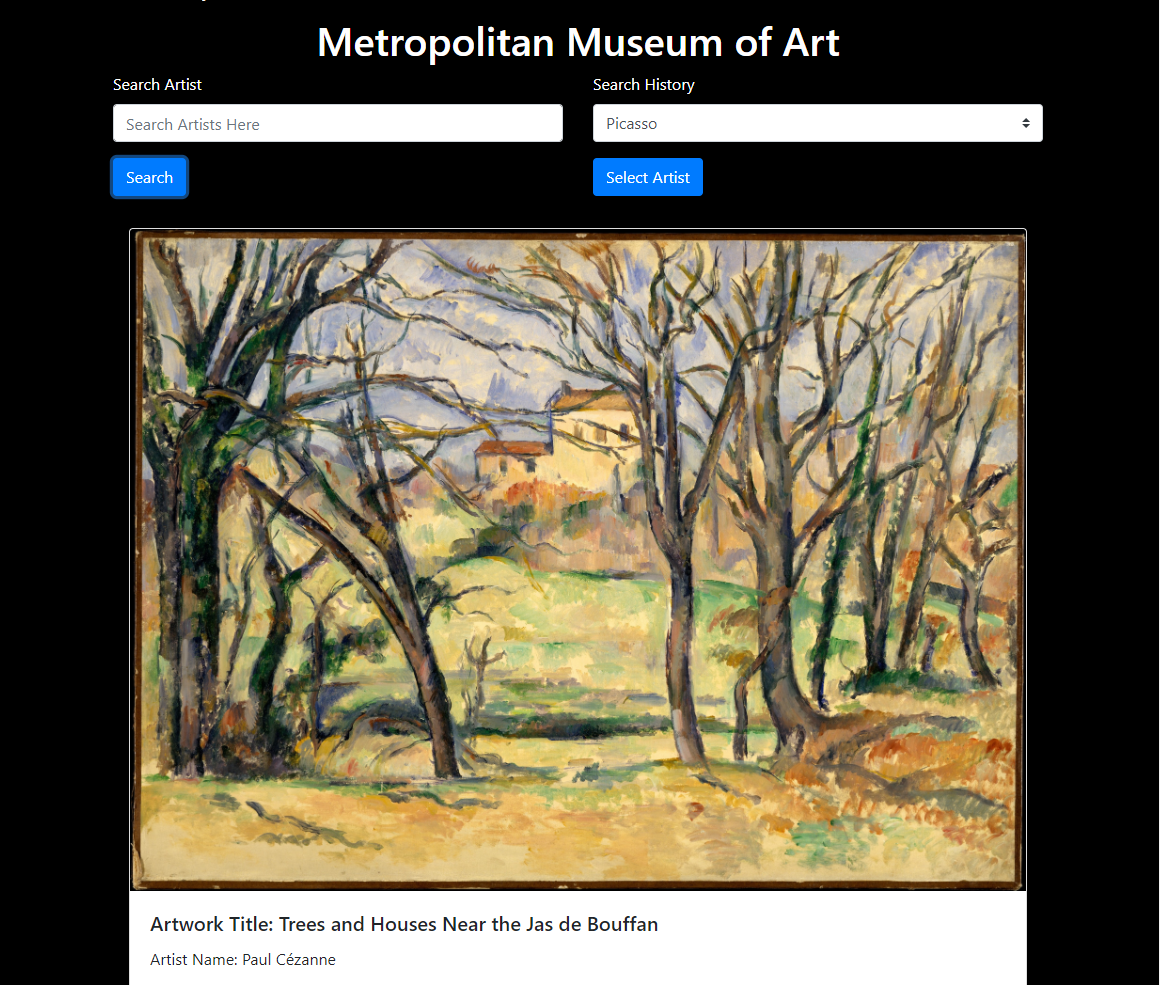 Metropolitan Museum of Art
Search Artist
Search History
Search Artists Here
Picasso
Search
Select Artist
Artwork Title: Trees and Houses Near the Jas de Bouffan
Artist Name: Paul Cézanne